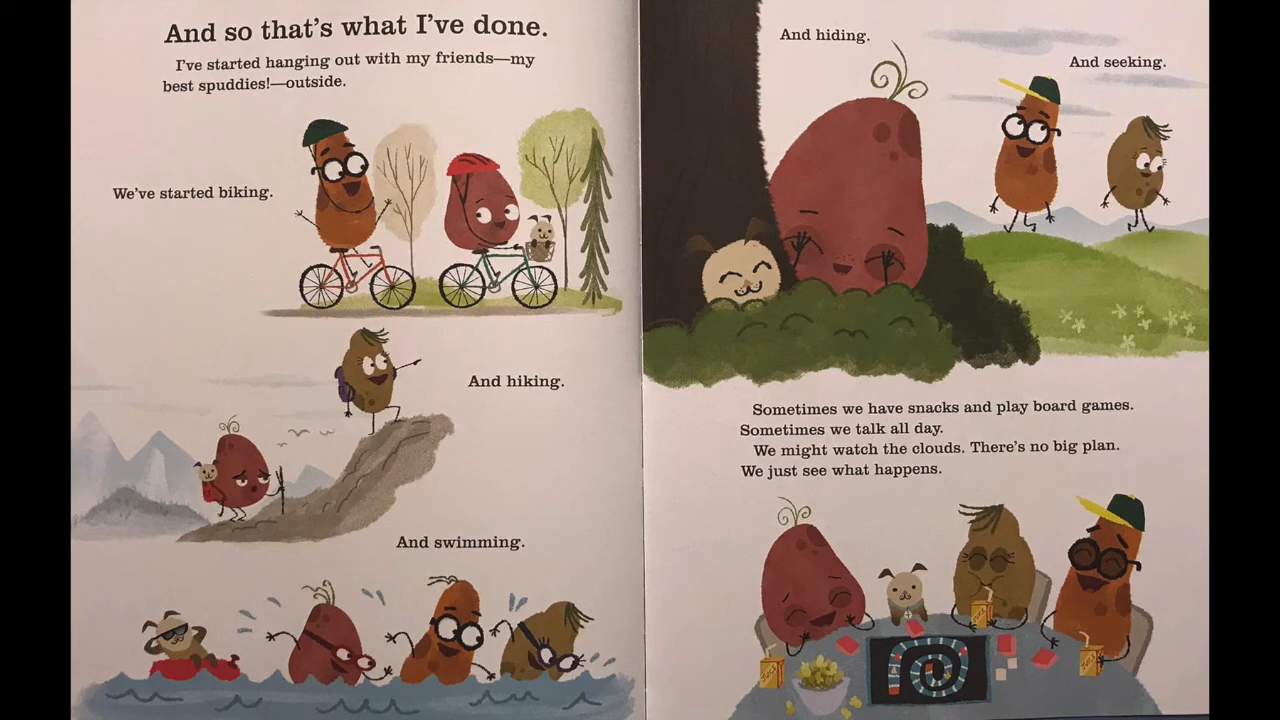 And so that's what I've done.
I've started hanging out with my friends—my
best spuddies!—outside.
We've started biking.
And hiking.
And swimming.
And hiding.
And seeking.
Sometimes we have snacks and play board games.
Sometimes we talk all day.
We might watch the clouds. There's no big plan.
We just see what happens.